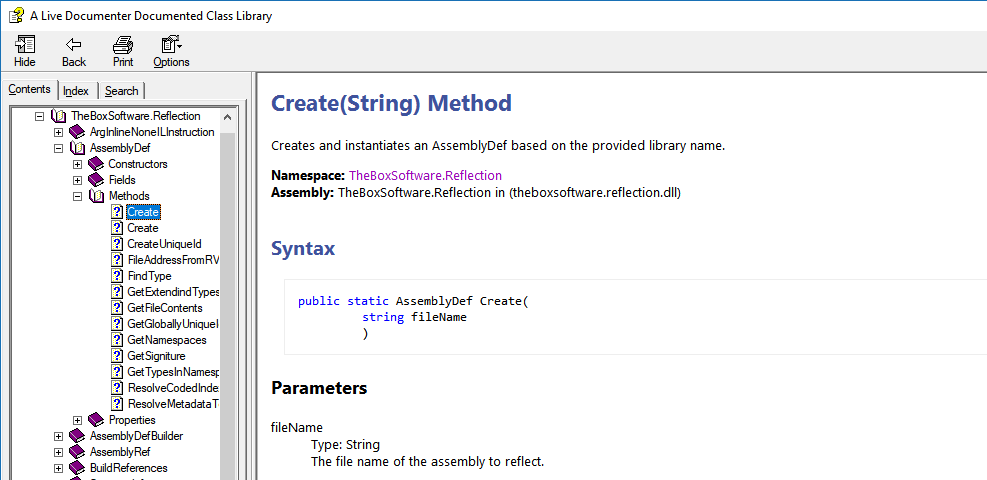 A Live Documenter Documented Class Library
Hide Back Print Options
Contents Index Search
TheBoxSoftware.Reflection
ArgInlineNoneILInstruction
AssemblyDef
Constructors
Fields
Methods
Create
Create
CreateUniqueId
FileAddressFromRV
FindType
GetExtendindTypes
GetFileContents
GetGloballyUniqueI
GetNamespaces
GetSigniture
GetTypesInNamesp
ResolveCodedIndex
ResolveMetadataT
Properties
AssemblyDefBuilder
AssemblyRef
BuildReferences
Create(String) Method
Creates and instantiates an AssemblyDef based on the provided library name.
Namespace: TheBoxSoftware.Reflection
Assembly: TheBoxSoftware.Reflection in (theboxsoftware.reflection.dll)
Syntax
public static AssemblyDef Create(
string fileName
)
Parameters
fileName
Type: String
The file name of the assembly to reflect.